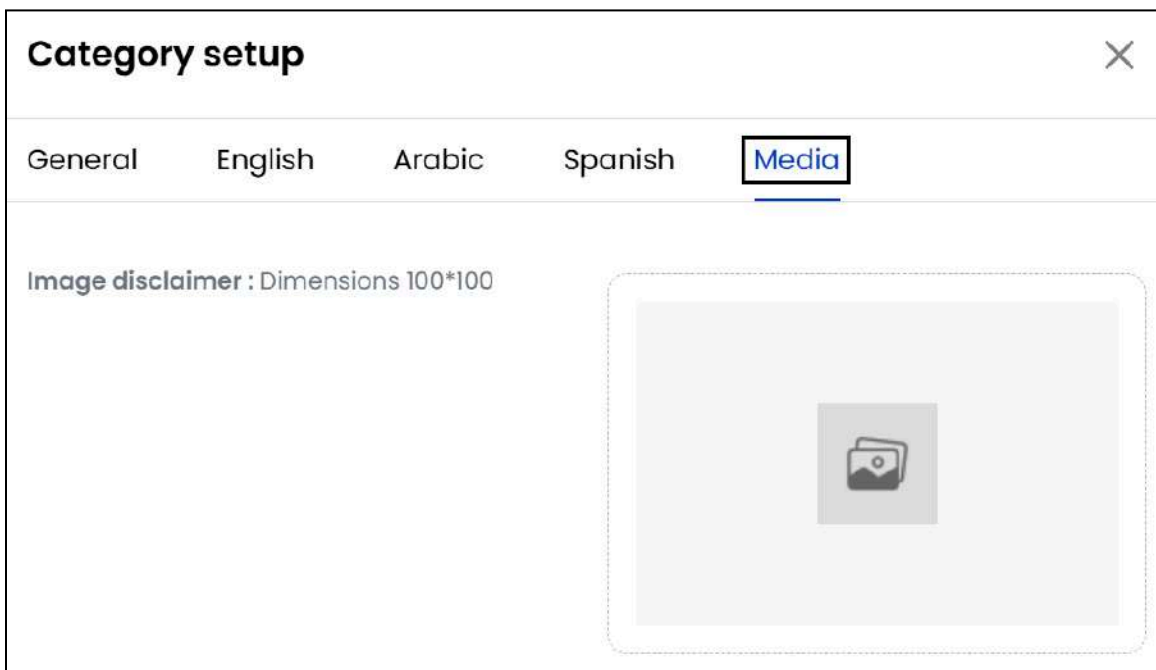 Category setup
General English Arabic Spanish Media
Image disclaimer : Dimensions 100*100